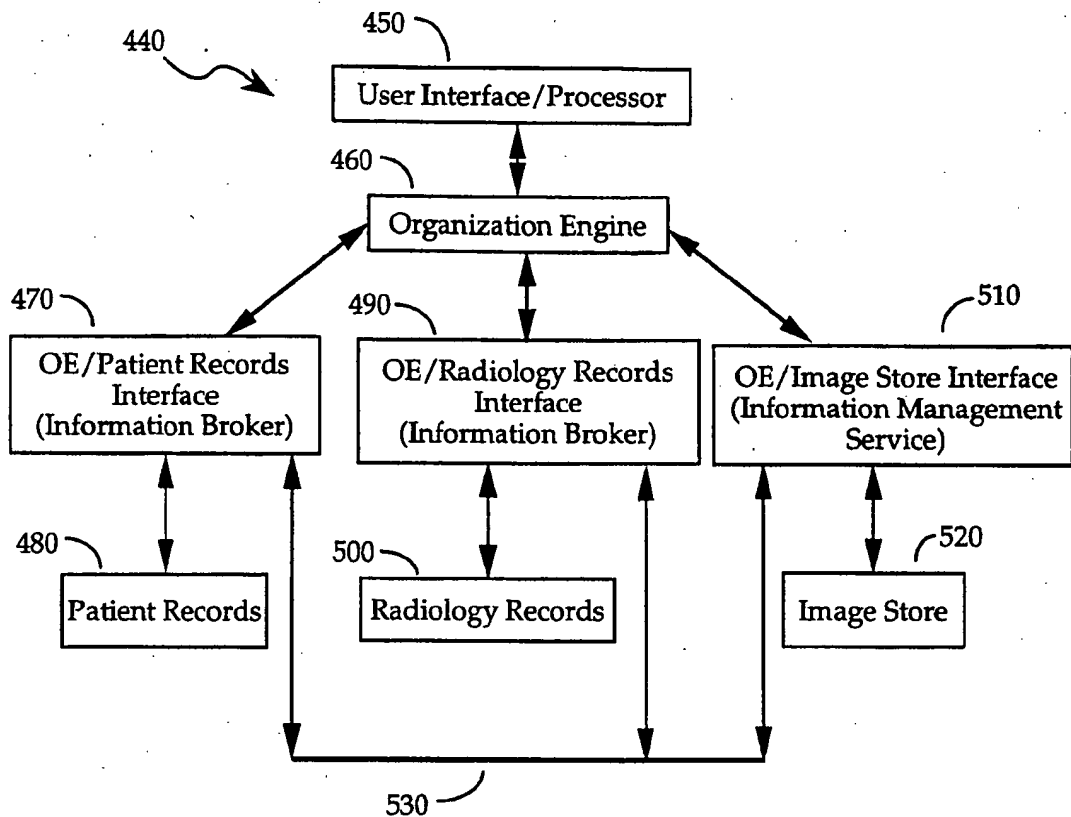 440
450
User Interface/Processor
460
Organization Engine
470
490
510
OE/Patient Records
Interface
(Information Broker)
OE/Radiology Records
Interface
(Information Broker)
OE/Image Store Interface
(Information Management
Service)
480
500
520
Patient Records
Radiology Records
Image Store
530